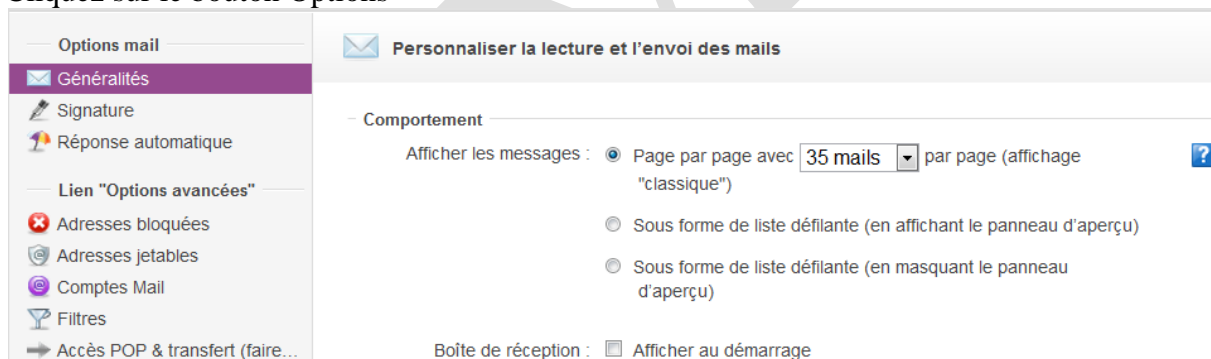 Cliquez sur le bouton Options
Options mail
Généralités
Signature
Réponse automatique
Lien "Options avancées"
Adresses bloquées
Adresses jetables
Comptes Mail
Filtres
Accès POP & transfert (faire...
Personnaliser la lecture et l'envoi des mails
Comportement
Afficher les messages : Page par page avec 35 mails par page (affichage
"classique")
Sous forme de liste défilante (en affichant le panneau d'aperçu)
Sous forme de liste défilante (en masquant le panneau
d'aperçu)
Boîte de réception : Afficher au démarrage